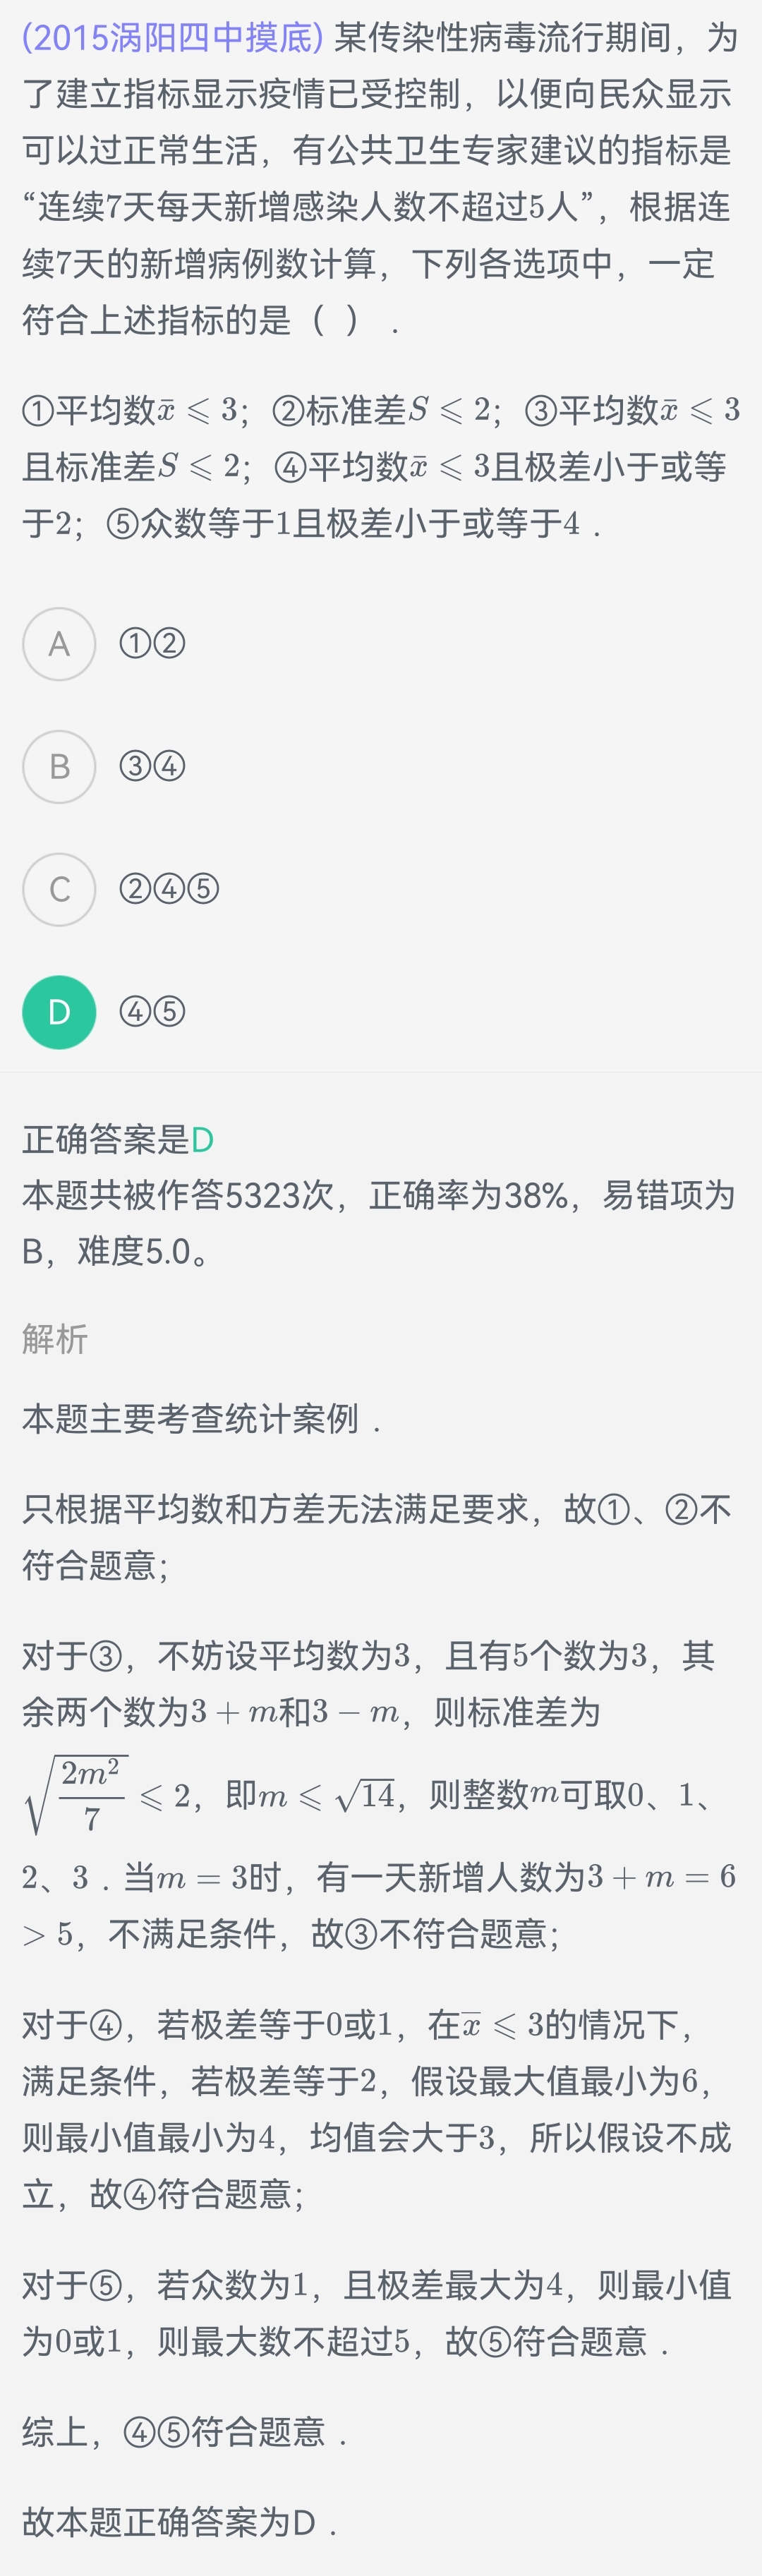 (2015涡阳四中摸底) 某传染性病毒流行期间，为
了建立指标显示疫情已受控制，以便向民众显示
可以过正常生活，有公共卫生专家建议的指标是
“连续7天每天新增感染人数不超过5人”，根据连
续7天的新增病例数计算，下列各选项中，一定
符合上述指标的是（ ）．
①平均数x̄ ⩽ 3；②标准差S ⩽ 2；③平均数x̄ ⩽ 3
且标准差S ⩽ 2；④平均数x̄ ⩽ 3且极差小于或等
于2；⑤众数等于1且极差小于或等于4．
A ①②
B ③④
C ②④⑤
D ④⑤
正确答案是D
本题共被作答5323次，正确率为38%，易错项为
B，难度5.0。
解析
本题主要考查统计案例．
只根据平均数和方差无法满足要求，故①、②不
符合题意；
对于③，不妨设平均数为3，且有5个数为3，其
余两个数为3 + m和3 − m，则标准差为
√(2m²/7) ⩽ 2，即m ⩽ √14，则整数m可取0、1、
2、3．当m = 3时，有一天新增人数为3 + m = 6
> 5，不满足条件，故③不符合题意；
对于④，若极差等于0或1，在x̄ ⩽ 3的情况下，
满足条件，若极差等于2，假设最大值最小为6，
则最小值最小为4，均值会大于3，所以假设不成
立，故④符合题意；
对于⑤，若众数为1，且极差最大为4，则最小值
为0或1，则最大数不超过5，故⑤符合题意．
综上，④⑤符合题意．
故本题正确答案为D．